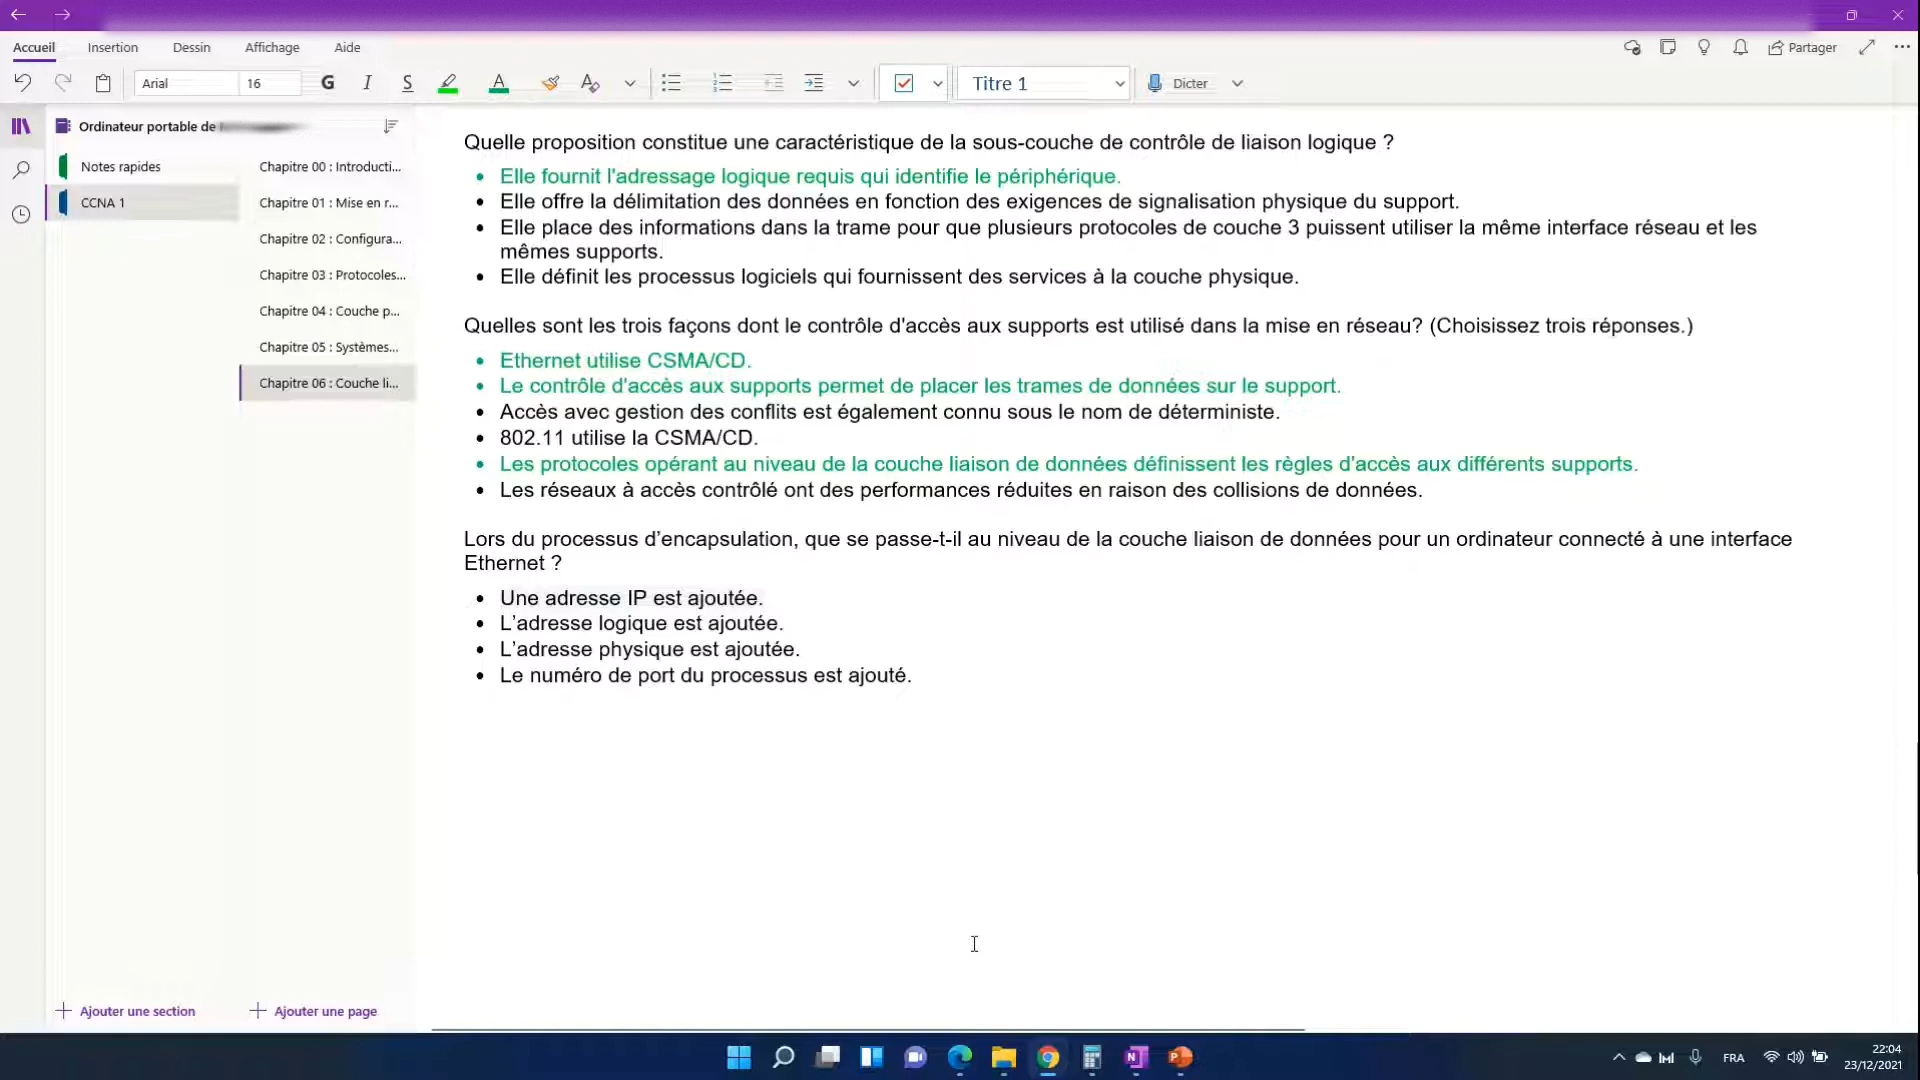 Accueil
Insertion
Dessin
Affichage
Aide
Partager
Arial
16
G
I
S
A
A
Titre 1
Dicter
Ordinateur portable de
Notes rapides
CCNA 1
Chapitre 00 : Introducti...
Chapitre 01 : Mise en r...
Chapitre 02 : Configura...
Chapitre 03 : Protocoles...
Chapitre 04 : Couche p...
Chapitre 05 : Systèmes...
Chapitre 06 : Couche li...
Quelle proposition constitue une caractéristique de la sous-couche de contrôle de liaison logique ?
• Elle fournit l'adressage logique requis qui identifie le périphérique.
• Elle offre la délimitation des données en fonction des exigences de signalisation physique du support.
• Elle place des informations dans la trame pour que plusieurs protocoles de couche 3 puissent utiliser la même interface réseau et les
mêmes supports.
• Elle définit les processus logiciels qui fournissent des services à la couche physique.
Quelles sont les trois façons dont le contrôle d'accès aux supports est utilisé dans la mise en réseau? (Choisissez trois réponses.)
• Ethernet utilise CSMA/CD.
• Le contrôle d'accès aux supports permet de placer les trames de données sur le support.
• Accès avec gestion des conflits est également connu sous le nom de déterministe.
• 802.11 utilise la CSMA/CD.
• Les protocoles opérant au niveau de la couche liaison de données définissent les règles d'accès aux différents supports.
• Les réseaux à accès contrôlé ont des performances réduites en raison des collisions de données.
Lors du processus d’encapsulation, que se passe-t-il au niveau de la couche liaison de données pour un ordinateur connecté à une interface
Ethernet ?
• Une adresse IP est ajoutée.
• L’adresse logique est ajoutée.
• L’adresse physique est ajoutée.
• Le numéro de port du processus est ajouté.
Ajouter une section
Ajouter une page
FRA
22:04
23/12/2021